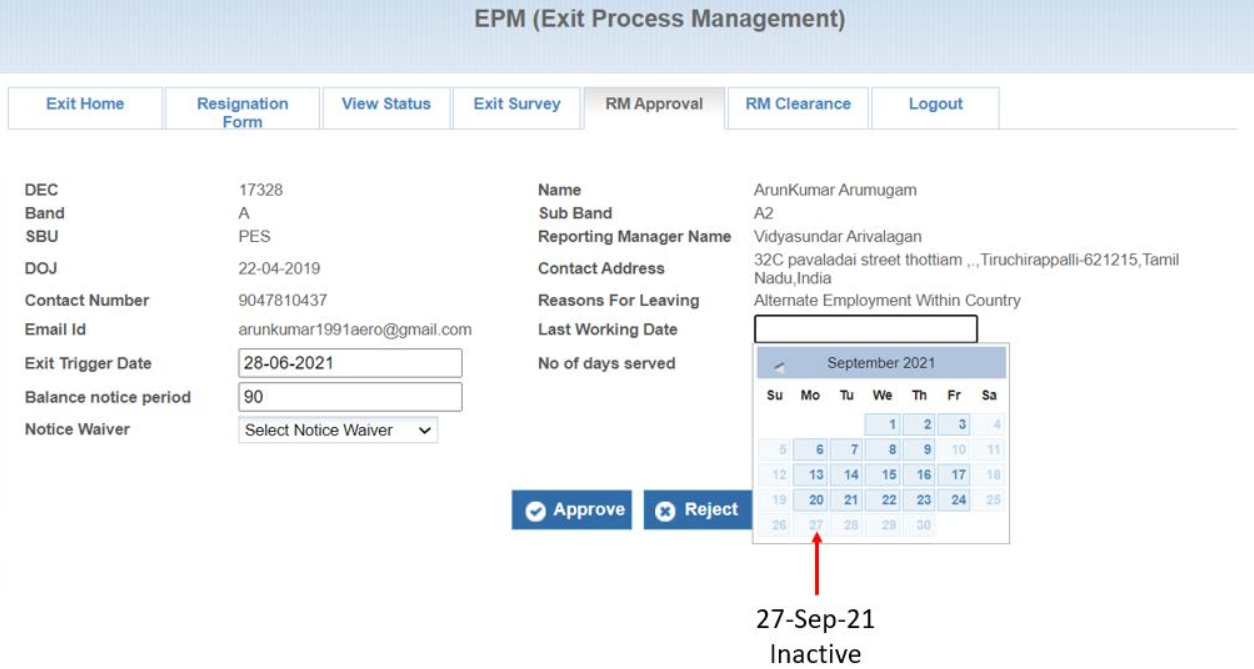 EPM (Exit Process Management)
Exit Home Resignation Form View Status Exit Survey RM Approval RM Clearance Logout
DEC 17328 Name ArunKumar Arumugam
Band A Sub Band A2
SBU PES Reporting Manager Name Vidyasundar Arivalagan
DOJ 22-04-2019 Contact Address 32C pavaladai street thottiam ,.,Tiruchirappalli-621215,Tamil
Nadu,India
Contact Number 9047810437 Reasons For Leaving Alternate Employment Within Country
Email Id arunkumar1991aero@gmail.com Last Working Date
Exit Trigger Date 28-06-2021 No of days served
Balance notice period 90
Notice Waiver Select Notice Waiver
September 2021
Su Mo Tu We Th Fr Sa
1 2 3 4
5 6 7 8 9 10 11
12 13 14 15 16 17 18
19 20 21 22 23 24 25
26 27 28 29 30
Approve Reject
27-Sep-21
Inactive